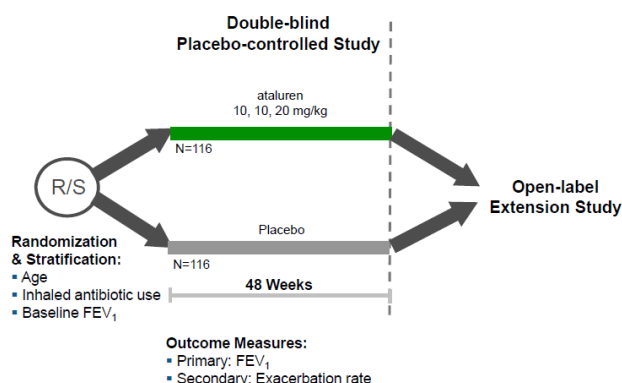 Double-blind
Placebo-controlled Study
ataluren
10, 10, 20 mg/kg
N=116
R/S
Open-label
Extension Study
Placebo
N=116
Randomization
& Stratification:
▪ Age
▪ Inhaled antibiotic use
▪ Baseline FEV₁
48 Weeks
Outcome Measures:
▪ Primary: FEV₁
▪ Secondary: Exacerbation rate